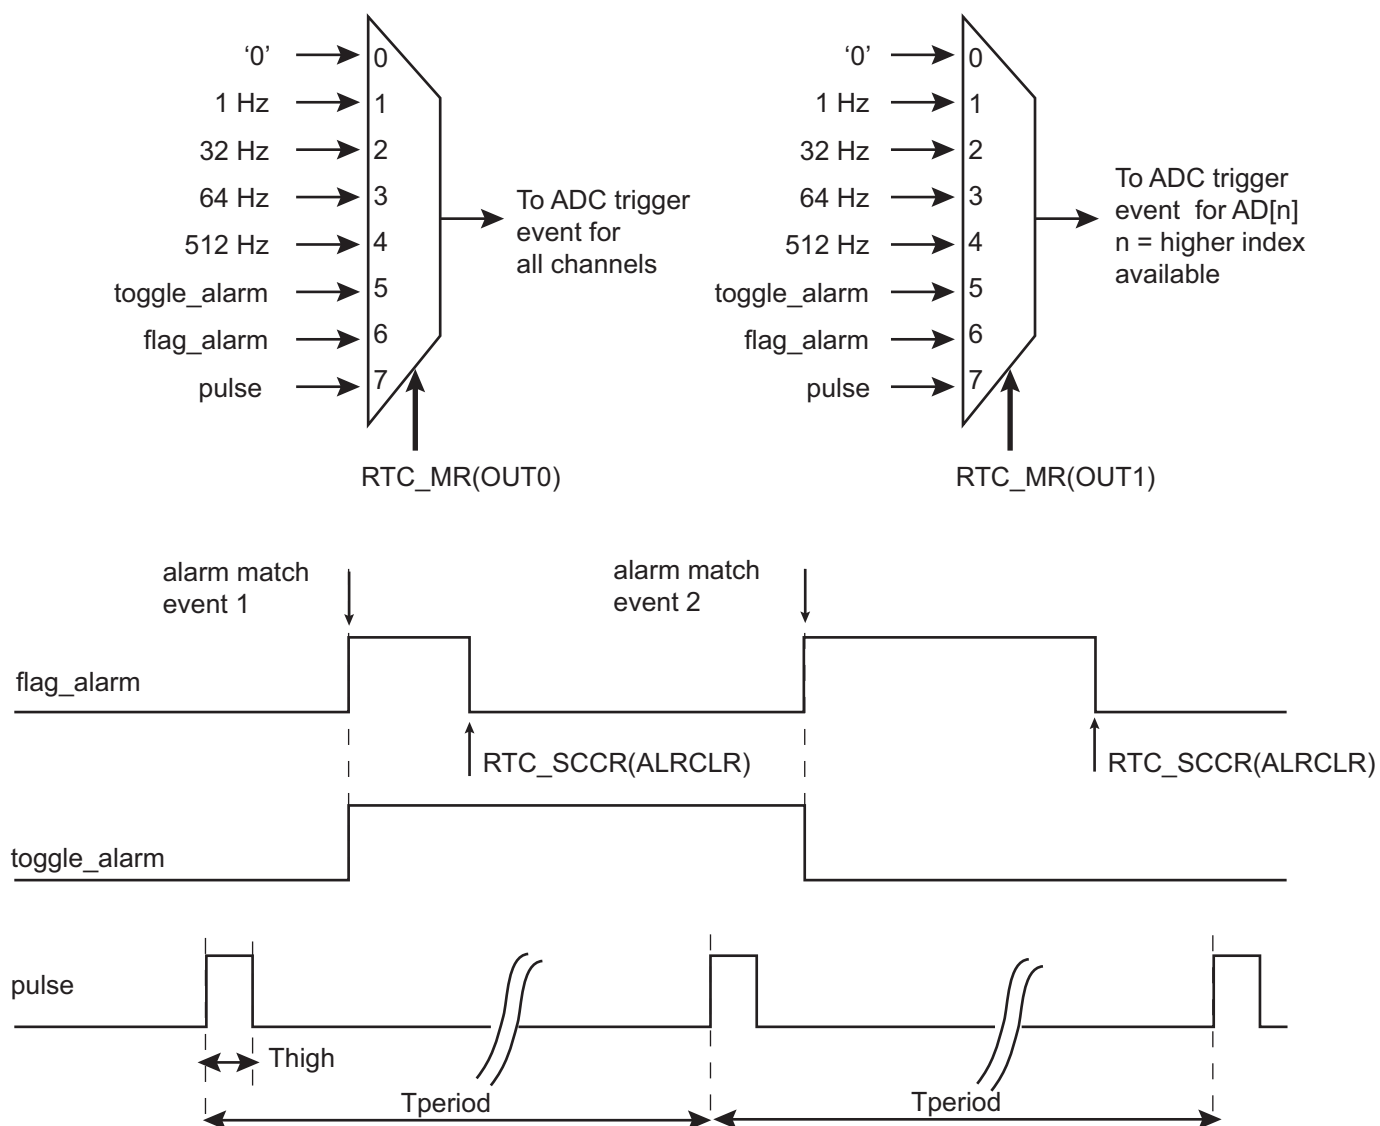 ‘0’ 0
1 Hz 1
32 Hz 2
64 Hz 3
512 Hz 4
toggle_alarm 5
flag_alarm 6
pulse 7
To ADC trigger
event for
all channels
RTC_MR(OUT0)
‘0’ 0
1 Hz 1
32 Hz 2
64 Hz 3
512 Hz 4
toggle_alarm 5
flag_alarm 6
pulse 7
To ADC trigger
event for AD[n]
n = higher index
available
RTC_MR(OUT1)
alarm match
event 1
alarm match
event 2
flag_alarm
RTC_SCCR(ALRCLR)
RTC_SCCR(ALRCLR)
toggle_alarm
pulse
Thigh
Tperiod
Tperiod